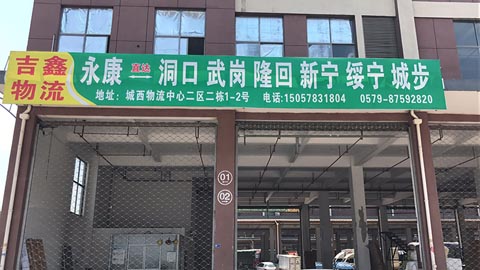 吉鑫
物流
永康 直达 洞口 武岗 隆回 新宁 绥宁 城步
地址:城西物流中心二区二栋1-2号 电话:15057831804 0579-87592820
01
02